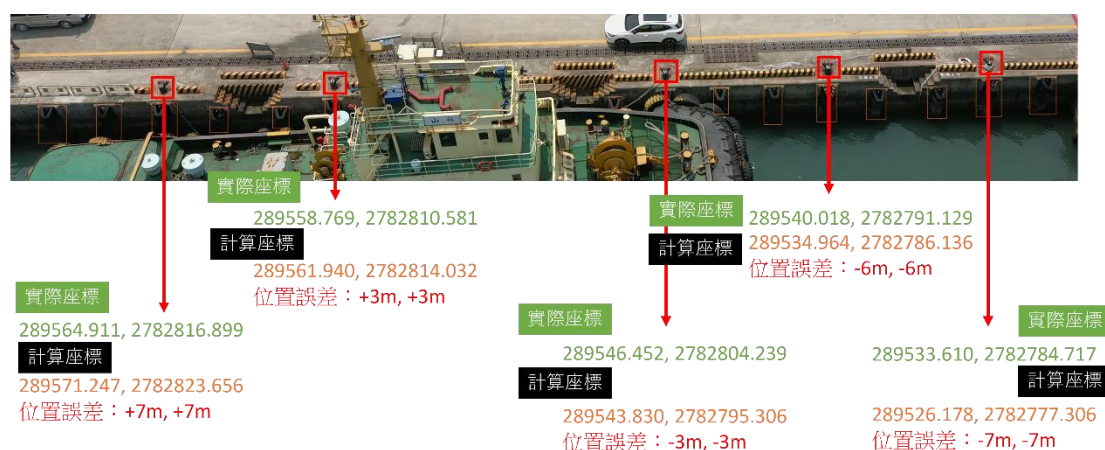 實際座標
289558.769, 2782810.581
計算座標
289561.940, 2782814.032
位置誤差：+3m, +3m
實際座標
289540.018, 2782791.129
計算座標
289534.964, 2782786.136
位置誤差：-6m, -6m
實際座標
289564.911, 2782816.899
計算座標
289571.247, 2782823.656
位置誤差：+7m, +7m
實際座標
289546.452, 2782804.239
計算座標
289543.830, 2782795.306
位置誤差：-3m, -3m
實際座標
289533.610, 2782784.717
計算座標
289526.178, 2782777.306
位置誤差：-7m, -7m